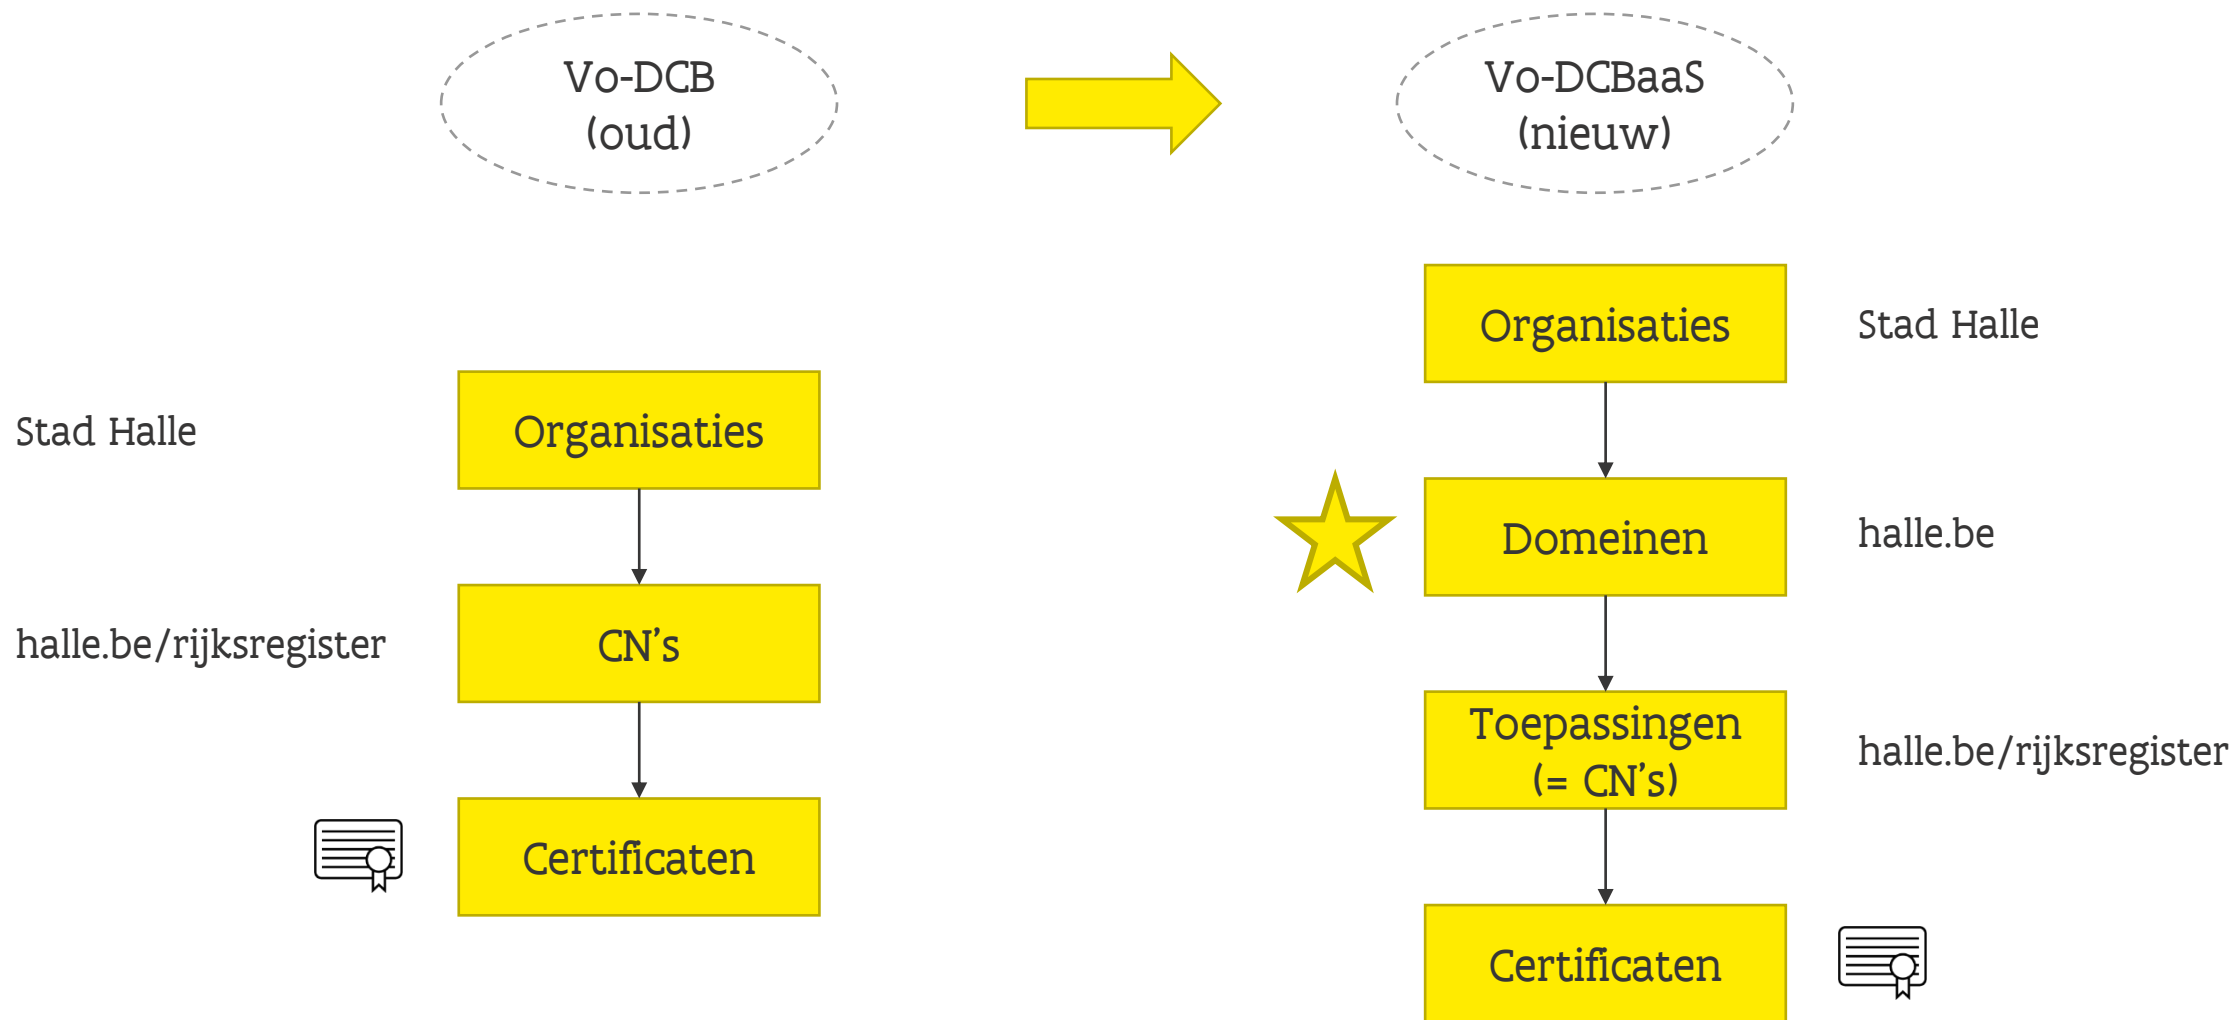 Vo-DCB
(oud)
Vo-DCBaaS
(nieuw)
Stad Halle
Organisaties
halle.be/rijksregister
CN's
Certificaten
Organisaties
Stad Halle
Domeinen
halle.be
Toepassingen
(= CN's)
halle.be/rijksregister
Certificaten